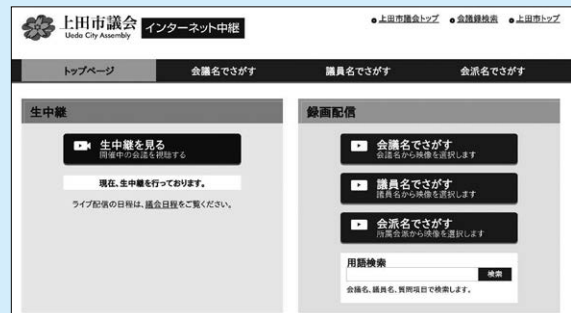 上田市議会
Ueda City Assembly
インターネット中継
上田市議会トップ
会議録検索
上田市トップ
トップページ
会議名でさがす
議員名でさがす
会派名でさがす
生中継
生中継を見る
開催中の会議を視聴する
現在、生中継を行っております。
ライブ配信の日程は、議会日程をご覧ください。
録画配信
会議名でさがす
会議名から映像を選択します
議員名でさがす
議員名から映像を選択します
会派名でさがす
所属会派から映像を選択します
用語検索
検索
会議名、議員名、質問項目で検索します。